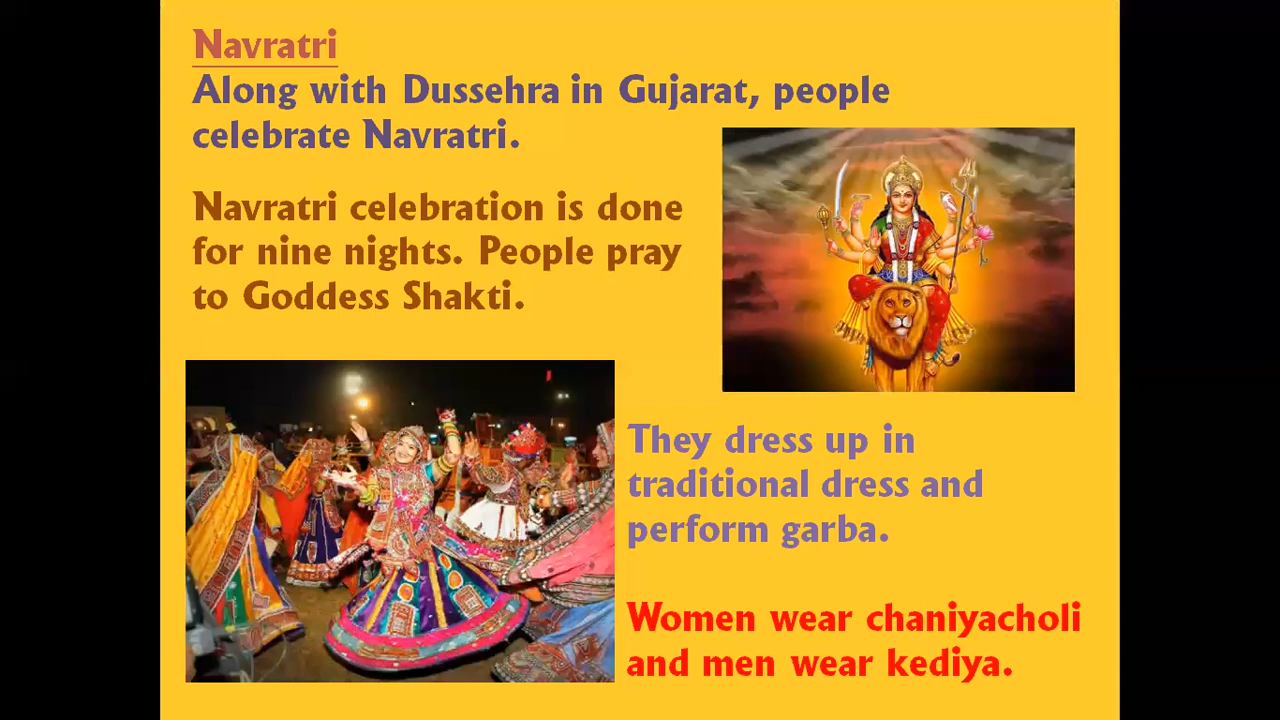 Navratri
Along with Dussehra in Gujarat, people
celebrate Navratri.
Navratri celebration is done
for nine nights. People pray
to Goddess Shakti.
They dress up in
traditional dress and
perform garba.
Women wear chaniyacholi
and men wear kediya.